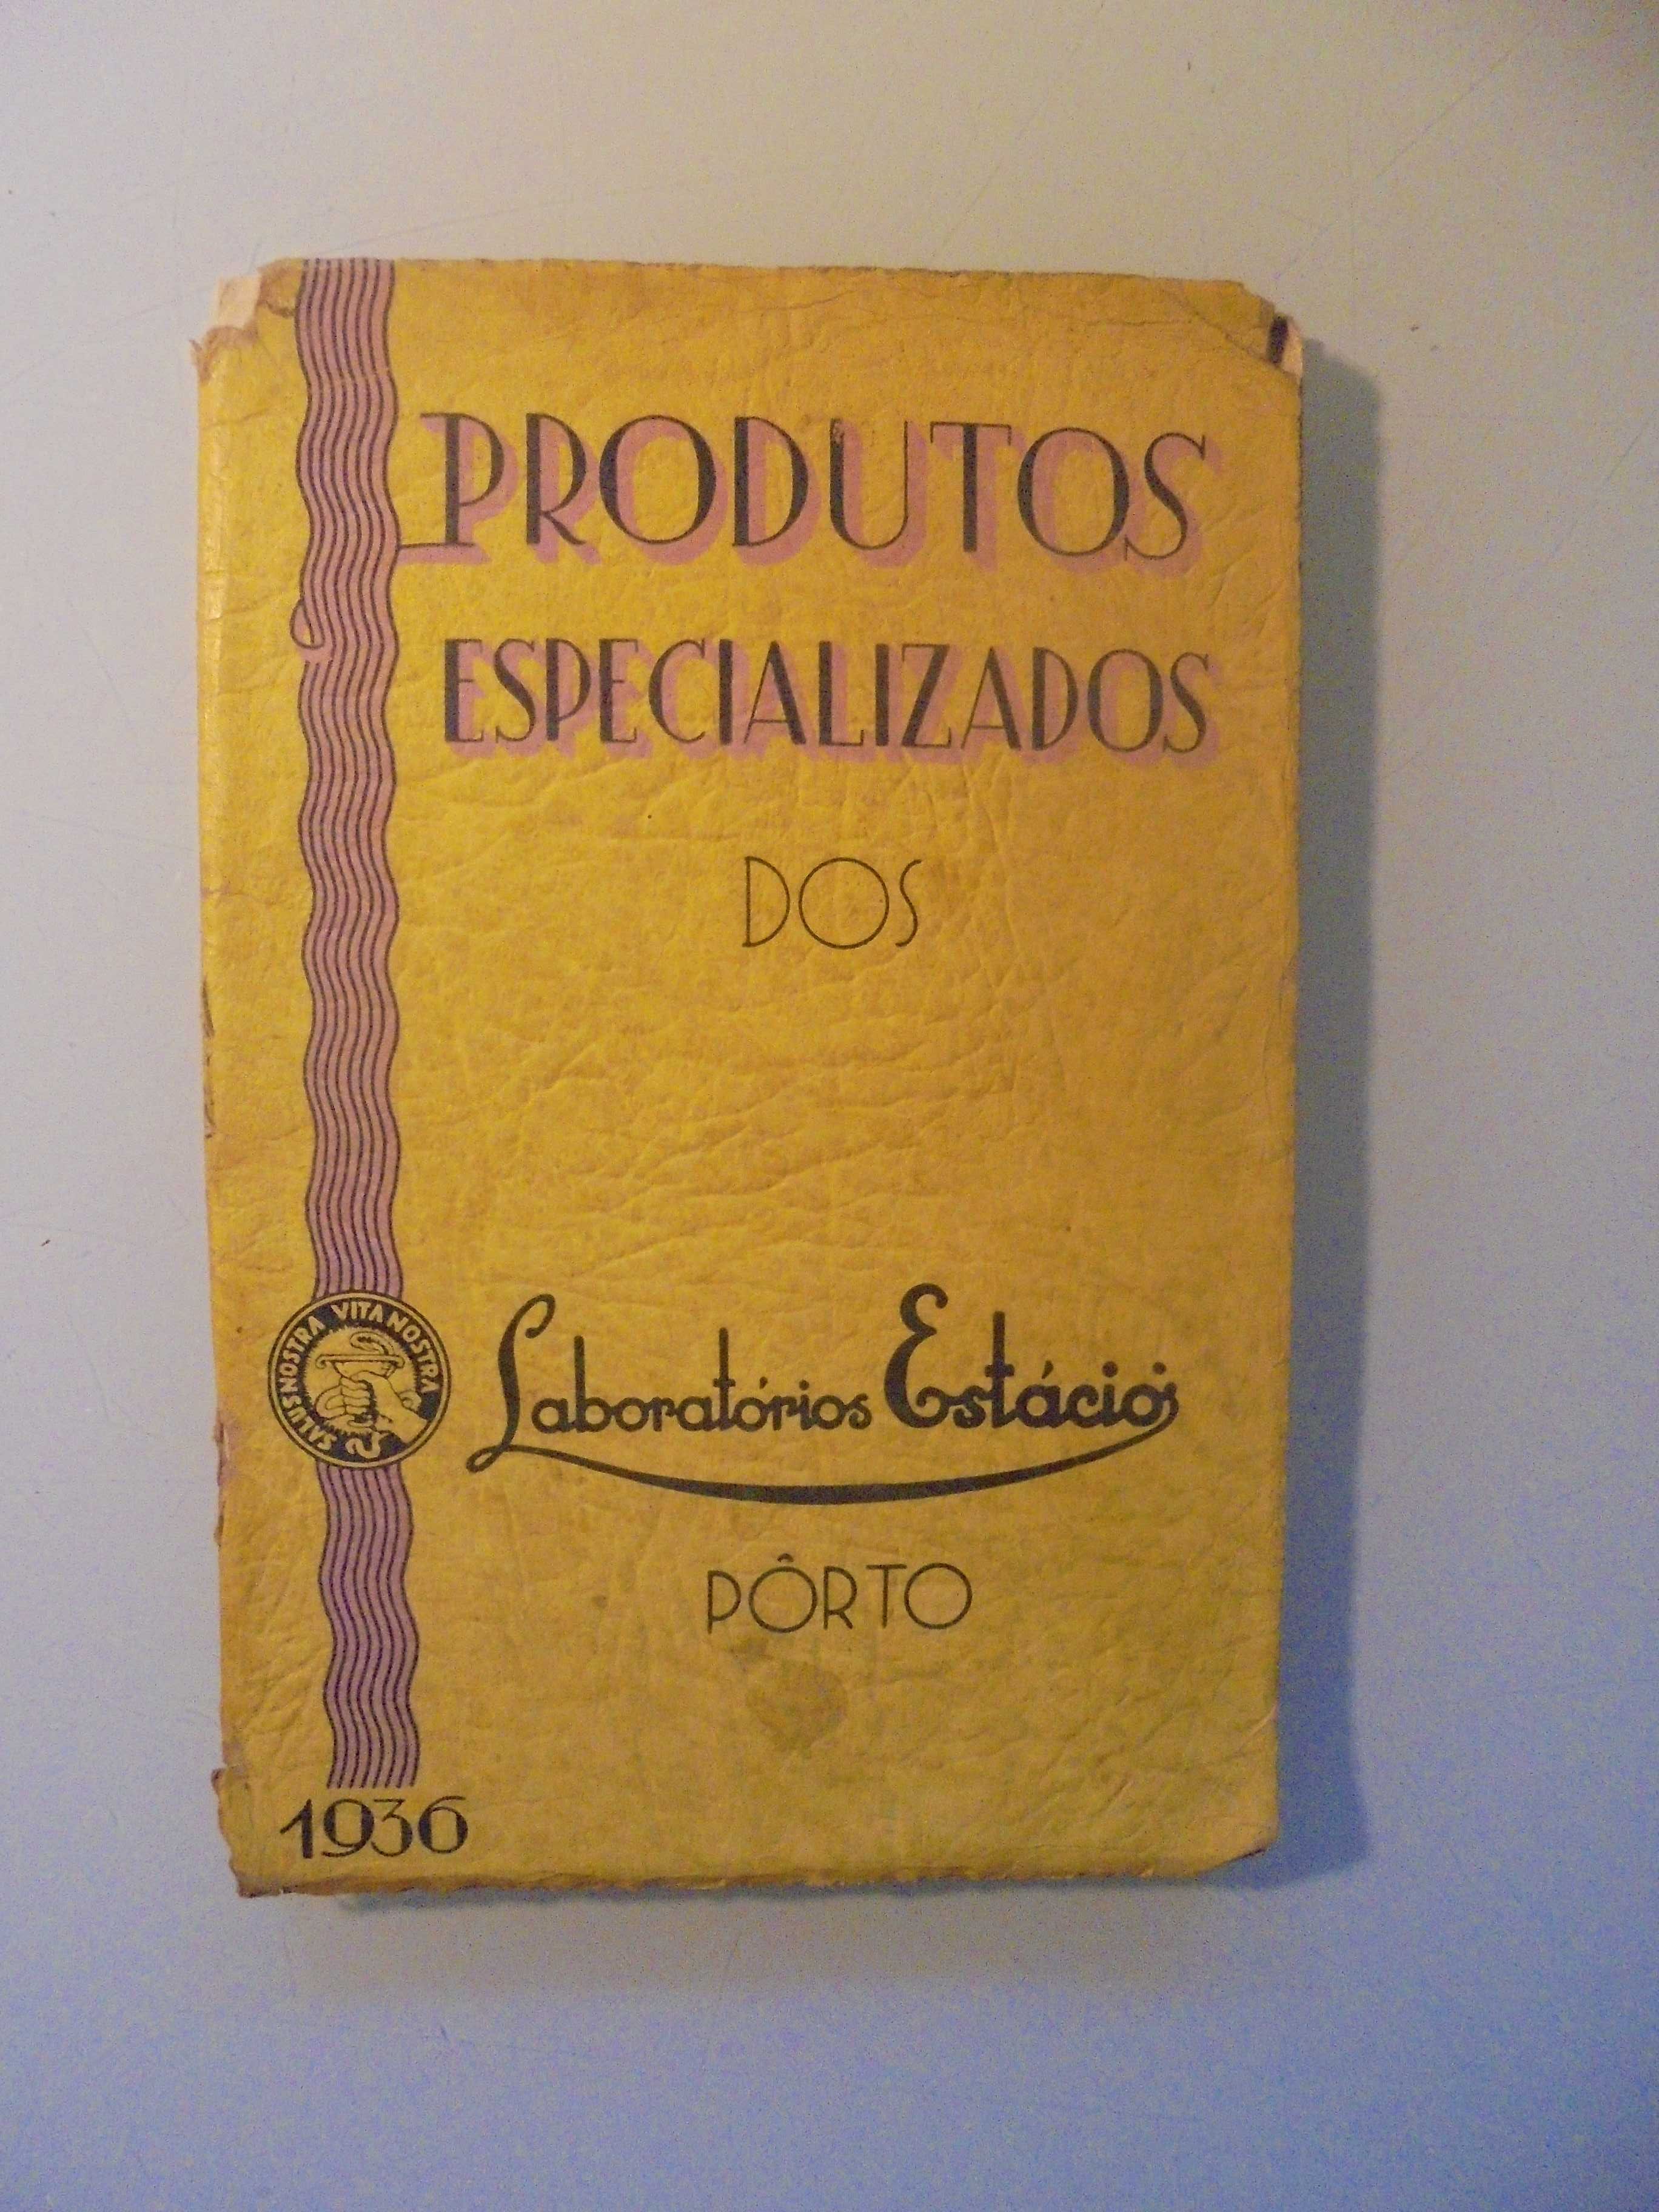 PRODUTOS
ESPECIALIZADOS
DOS
Laboratórios Estácio
PÔRTO
SALUS NOSTRA VITA NOSTRA
1936